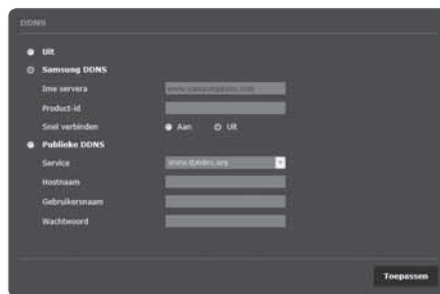 DDNS
Uit
Samsung DDNS
Ime servera www.samsungddns.com
Product-id
Snel verbinden Aan Uit
Publieke DDNS
Service www.dyndns.org
Hostnaam
Gebruikersnaam
Wachtwoord
Toepassen